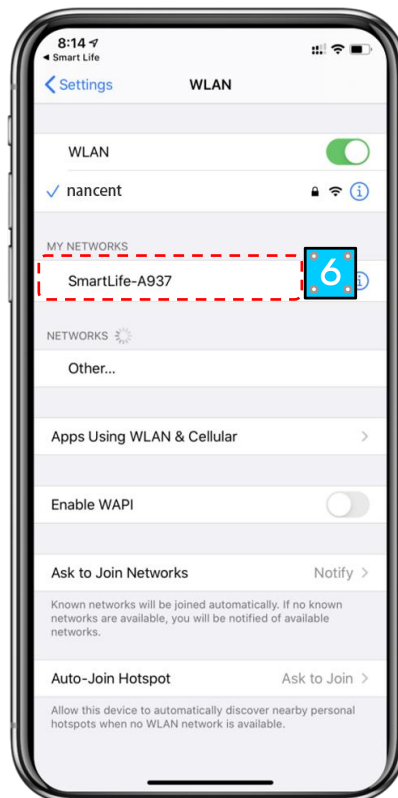 8:14
Smart Life
Settings
WLAN
WLAN
nancent
MY NETWORKS
SmartLife-A937
6
NETWORKS
Other...
Apps Using WLAN & Cellular
Enable WAPI
Ask to Join Networks
Notify
Known networks will be joined automatically. If no known
networks are available, you will be notified of available
networks.
Auto-Join Hotspot
Ask to Join
Allow this device to automatically discover nearby personal
hotspots when no WLAN network is available.